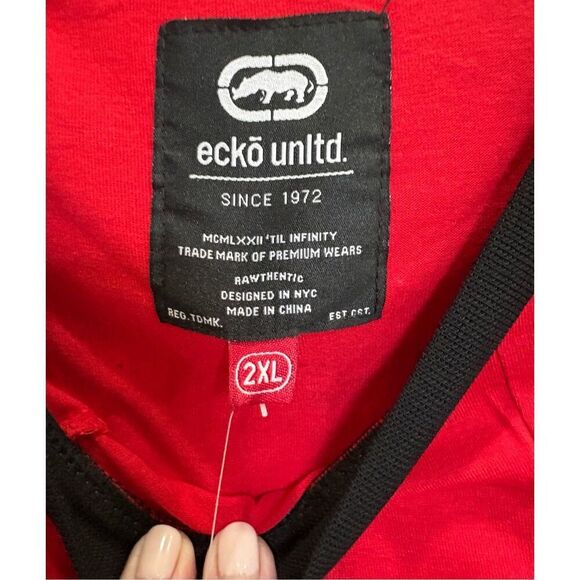 eckō unltd.
SINCE 1972
MCMLXXII 'TIL INFINITY
TRADE MARK OF PREMIUM WEARS
RAWTHENTIC
DESIGNED IN NYC
MADE IN CHINA
REG. TDMK.
EST. CST.
2XL